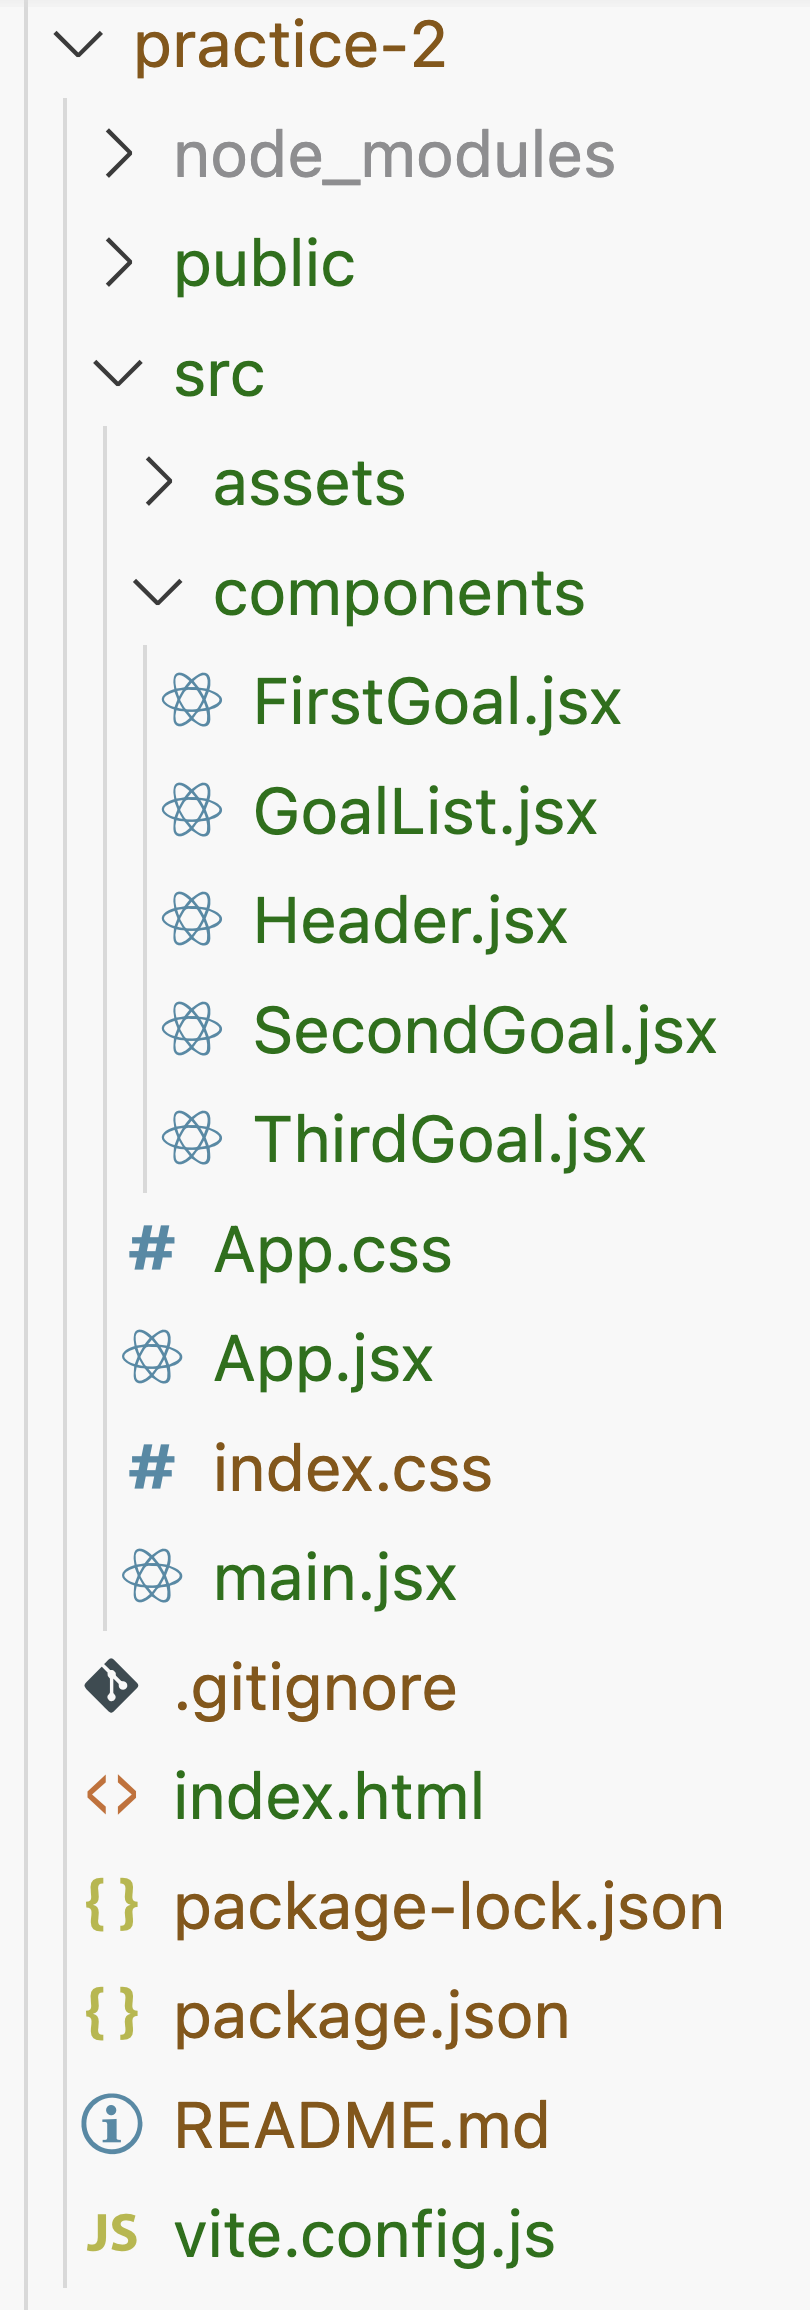 practice-2
node_modules
public
src
assets
components
FirstGoal.jsx
GoalList.jsx
Header.jsx
SecondGoal.jsx
ThirdGoal.jsx
# App.css
App.jsx
# index.css
main.jsx
.gitignore
<> index.html
{} package-lock.json
{} package.json
README.md
JS vite.config.js